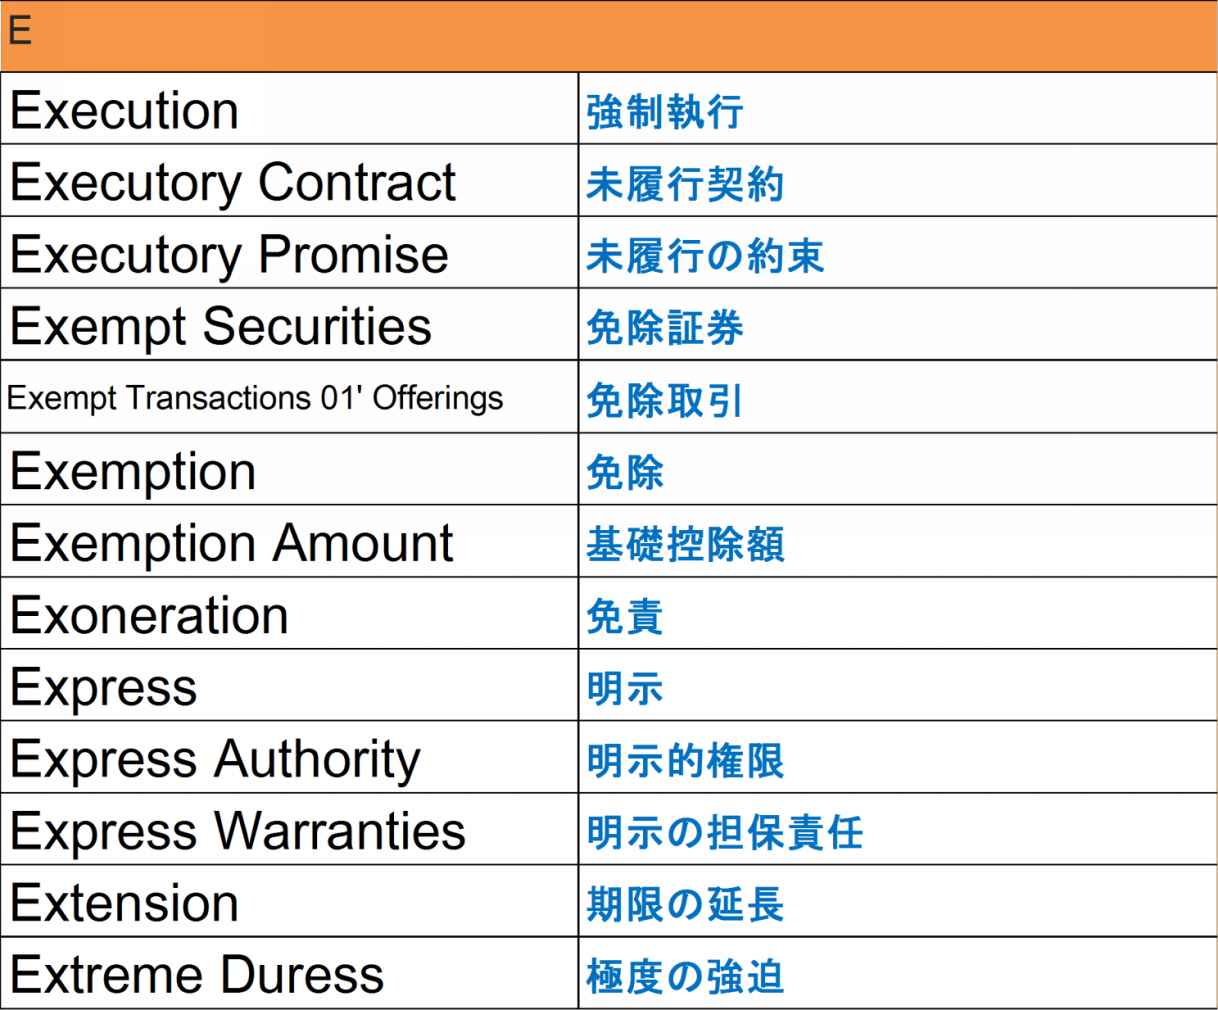 E
Execution 強制執行
Executory Contract 未履行契約
Executory Promise 未履行の約束
Exempt Securities 免除証券
Exempt Transactions 01' Offerings 免除取引
Exemption 免除
Exemption Amount 基礎控除額
Exoneration 免責
Express 明示
Express Authority 明示的権限
Express Warranties 明示の担保責任
Extension 期限の延長
Extreme Duress 極度の強迫